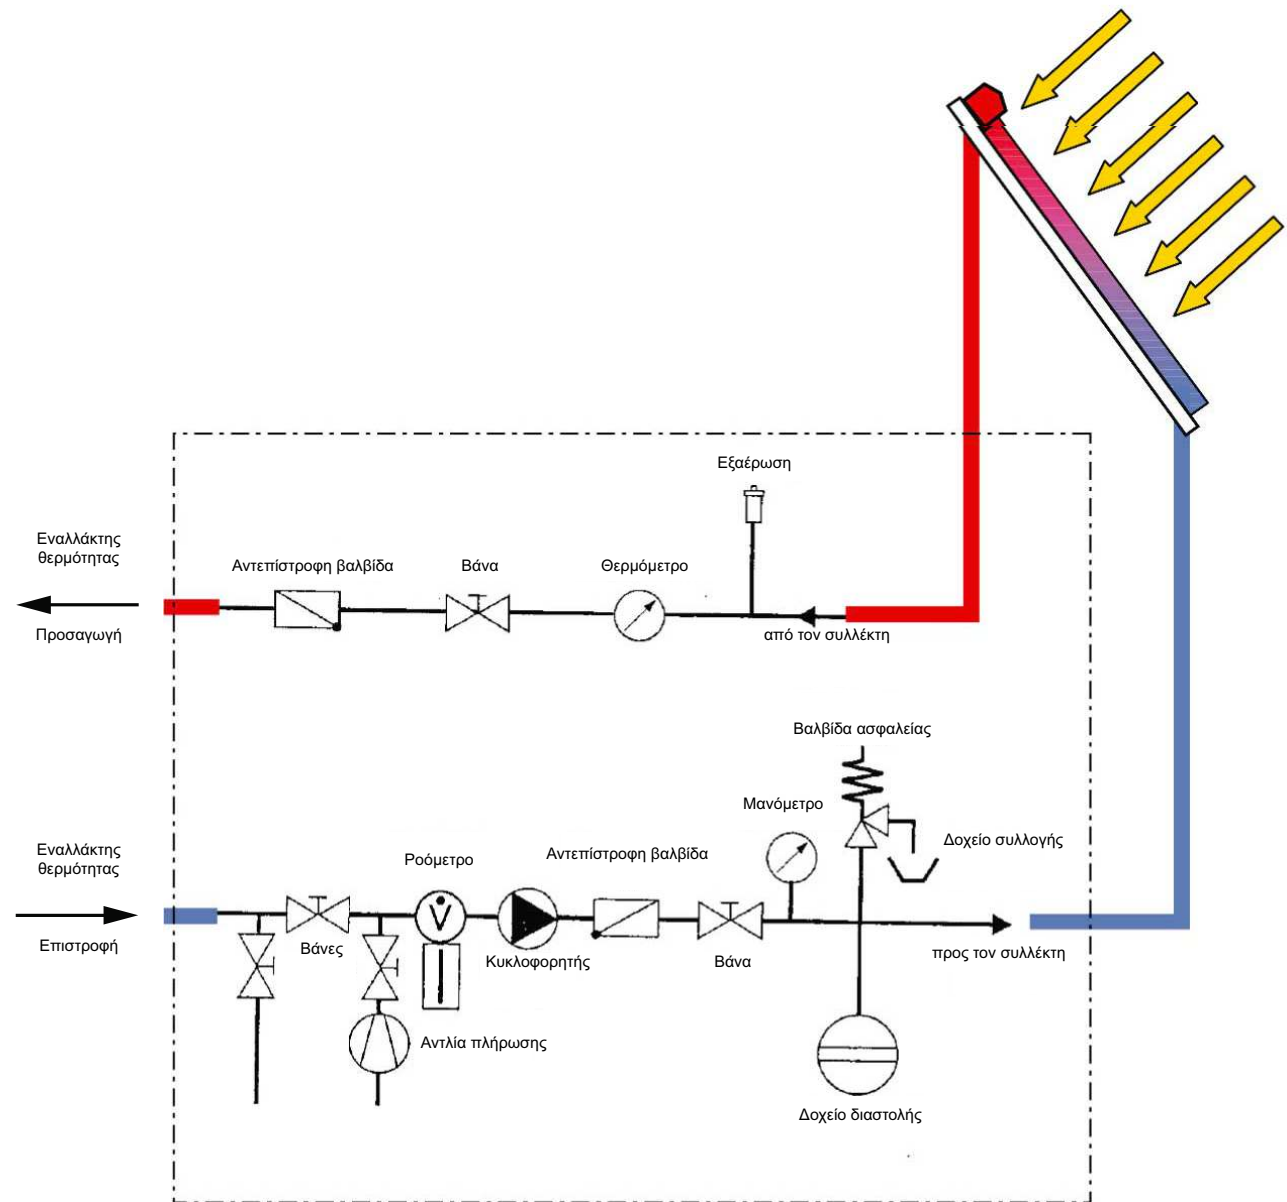 Εξαέρωση
Εναλλάκτης
θερμότητας
Αντεπίστροφη βαλβίδα
Βάνα
Θερμόμετρο
Προσαγωγή
από τον συλλέκτη
Βαλβίδα ασφαλείας
Μανόμετρο
Εναλλάκτης
θερμότητας
Ροόμετρο
Αντεπίστροφη βαλβίδα
Δοχείο συλλογής
V
Επιστροφή
Βάνες
Κυκλοφορητής
Βάνα
προς τον συλλέκτη
Αντλία πλήρωσης
Δοχείο διαστολής